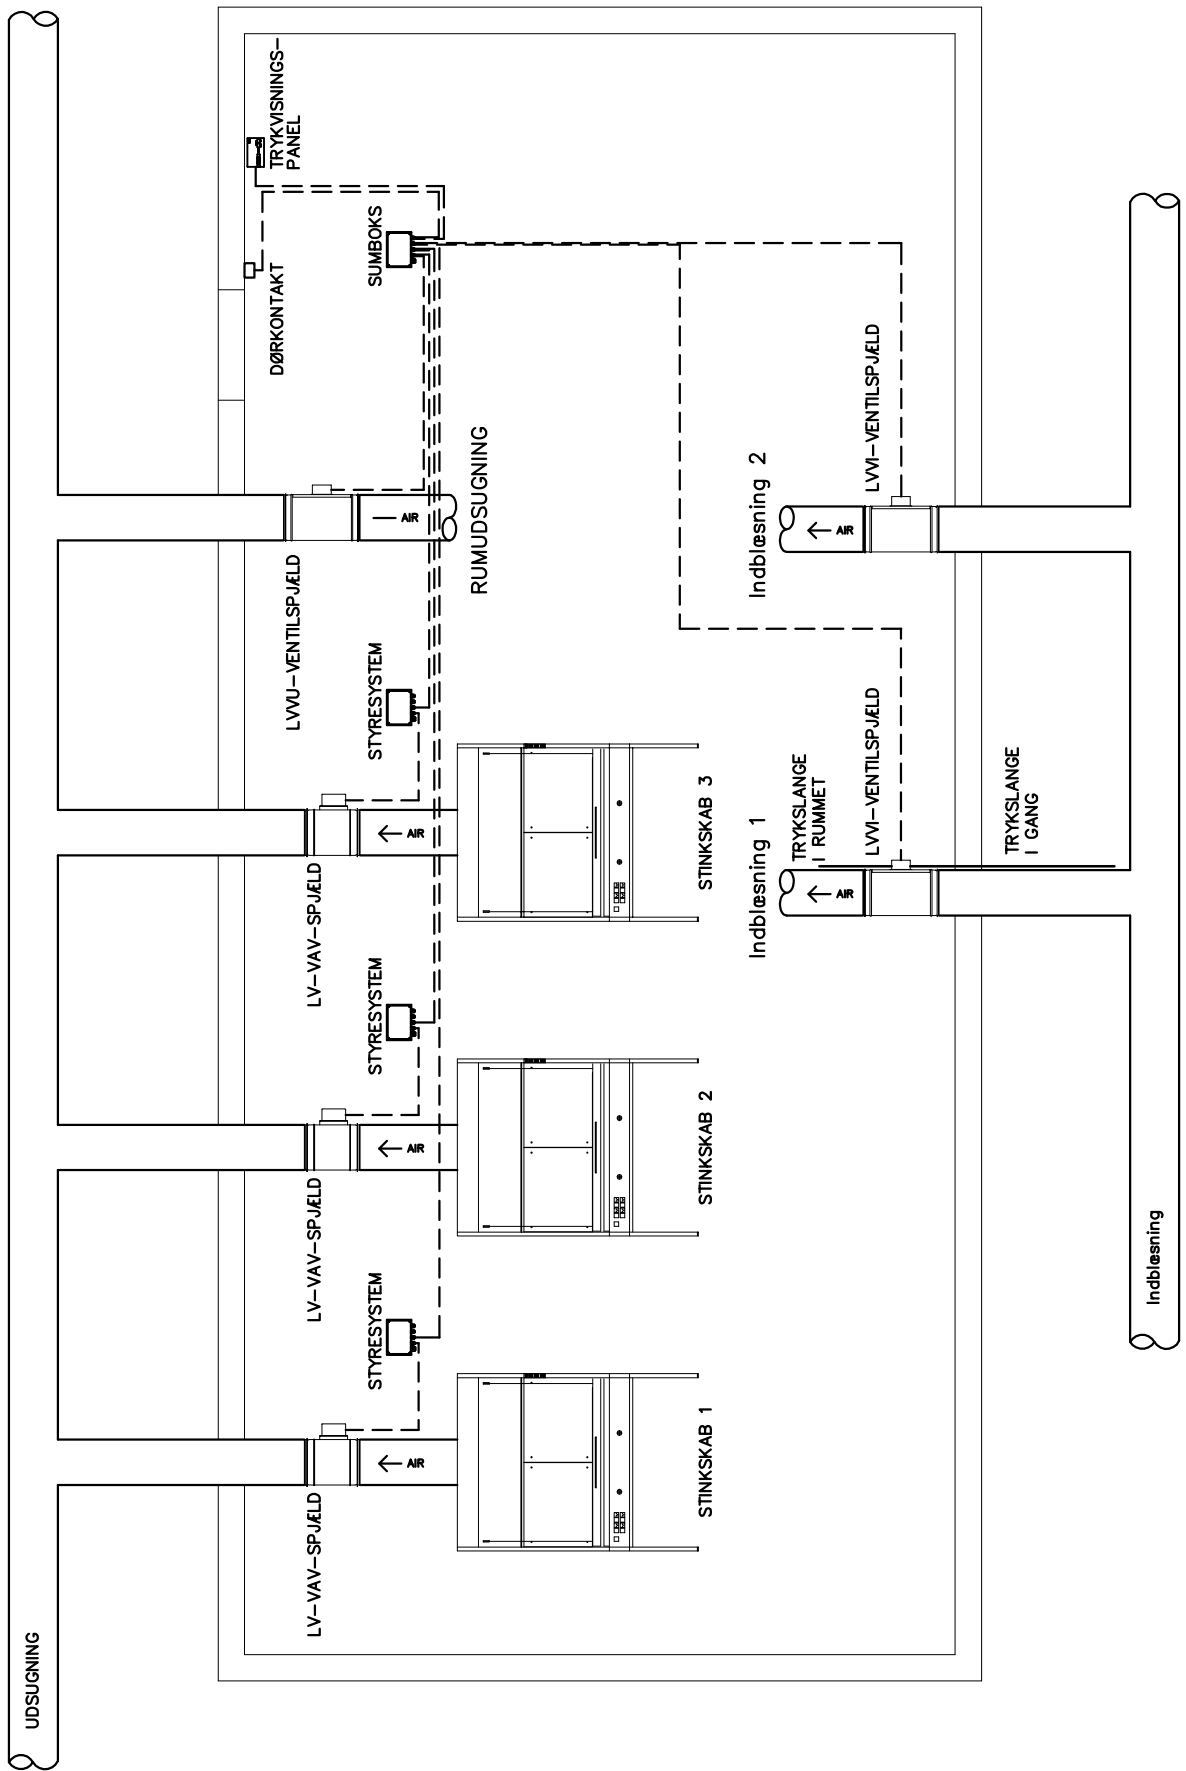 UDSUGNING
DØRKONTAKT
TRYKVISNINGS-
PANEL
LVVU-VENTILSPJÆLD
LV-VAV-SPJÆLD
LV-VAV-SPJÆLD
LV-VAV-SPJÆLD
STYRESYSTEM
STYRESYSTEM
STYRESYSTEM
SUMBOKS
AIR
AIR
AIR
AIR
RUMUDSUGNING
STINKSKAB 1
STINKSKAB 2
STINKSKAB 3
Indblæsning 1
Indblæsning 2
TRYKSLANGE
I RUMMET
AIR
AIR
LVVI-VENTILSPJÆLD
LVVI-VENTILSPJÆLD
TRYKSLANGE
I GANG
Indblæsning